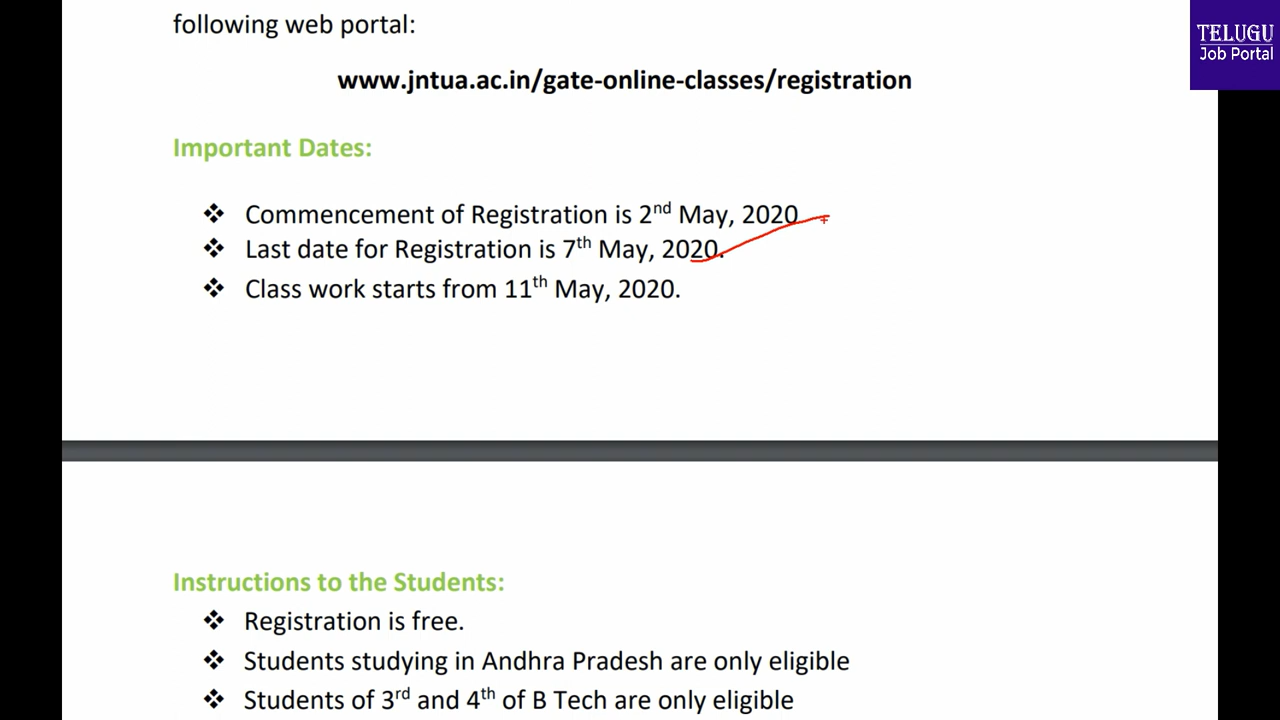 following web portal:
TELUGU
Job Portal
www.jntua.ac.in/gate-online-classes/registration
Important Dates:
❖ Commencement of Registration is 2nd May, 2020
❖ Last date for Registration is 7th May, 2020.
❖ Class work starts from 11th May, 2020.
Instructions to the Students:
❖ Registration is free.
❖ Students studying in Andhra Pradesh are only eligible
❖ Students of 3rd and 4th of B Tech are only eligible